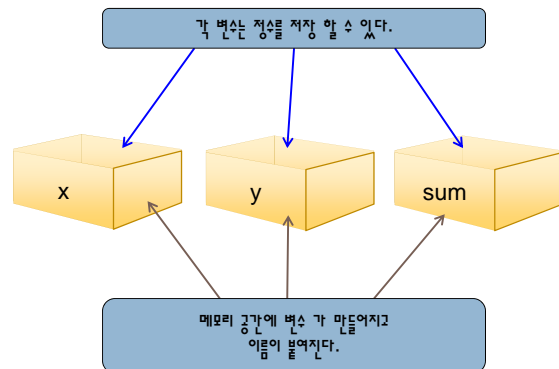 각 변수는 정수를 저장 할 수 있다.
x
y
sum
메모리 공간에 변수 가 만들어지고
이름이 붙여진다.